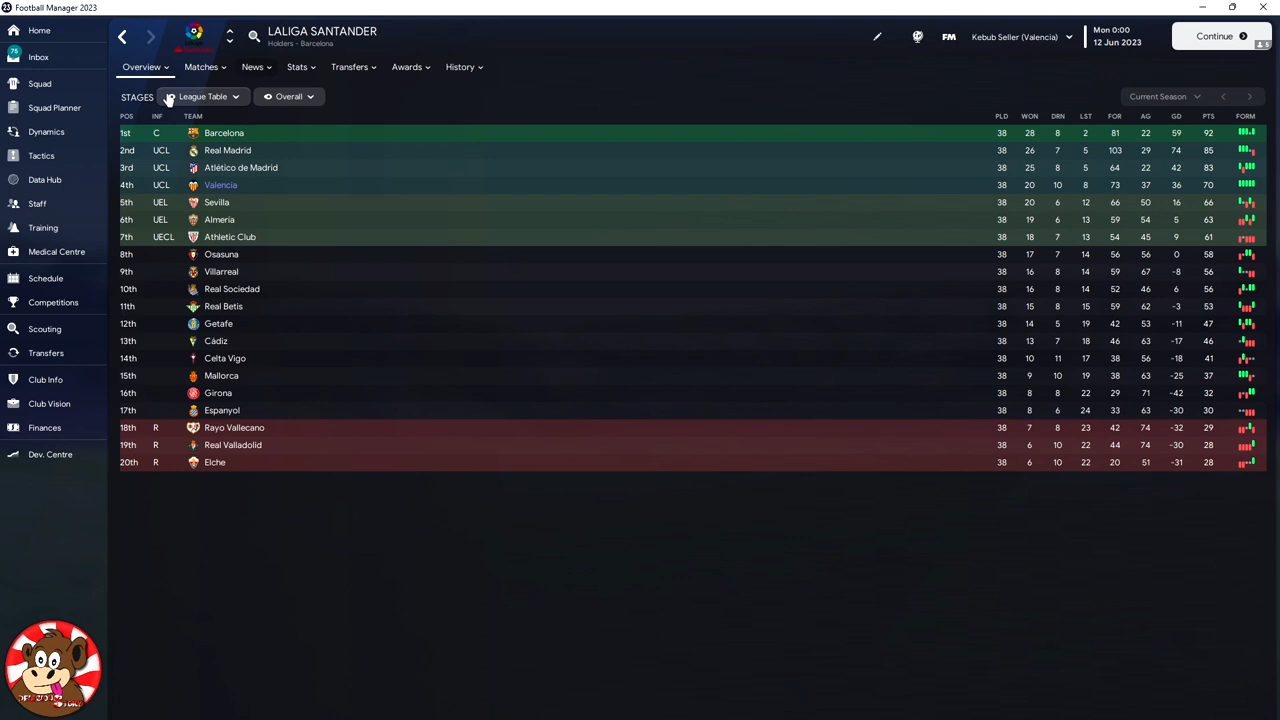 Football Manager 2023
Home
75
Inbox
Squad
Squad Planner
Dynamics
Tactics
Data Hub
Staff
Training
Medical Centre
Schedule
Competitions
Scouting
Transfers
Club Info
Club Vision
Finances
Dev. Centre
LALIGA SANTANDER
Holders - Barcelona
FM Kebub Seller (Valencia)
Mon 0:00
12 Jun 2023
Continue
5
Overview Matches News Stats Transfers Awards History
STAGES League Table Overall Current Season
POS INF TEAM PLD WON DRN LST FOR AG GD PTS FORM
1st C Barcelona 38 28 8 2 81 22 59 92
2nd UCL Real Madrid 38 26 7 5 103 29 74 85
3rd UCL Atlético de Madrid 38 25 8 5 64 22 42 83
4th UCL Valencia 38 20 10 8 73 37 36 70
5th UEL Sevilla 38 20 6 12 66 50 16 66
6th UEL Almería 38 19 6 13 59 54 5 63
7th UECL Athletic Club 38 18 7 13 54 45 9 61
8th Osasuna 38 17 7 14 56 56 0 58
9th Villarreal 38 16 8 14 59 67 -8 56
10th Real Sociedad 38 16 8 14 52 46 6 56
11th Real Betis 38 15 8 15 59 62 -3 53
12th Getafe 38 14 5 19 42 53 -11 47
13th Cádiz 38 13 7 18 46 63 -17 46
14th Celta Vigo 38 10 11 17 38 56 -18 41
15th Mallorca 38 9 10 19 38 63 -25 37
16th Girona 38 8 8 22 29 71 -42 32
17th Espanyol 38 8 6 24 33 63 -30 30
18th R Rayo Vallecano 38 7 8 23 42 74 -32 29
19th R Real Valladolid 38 6 10 22 44 74 -30 28
20th R Elche 38 6 10 22 20 51 -31 28